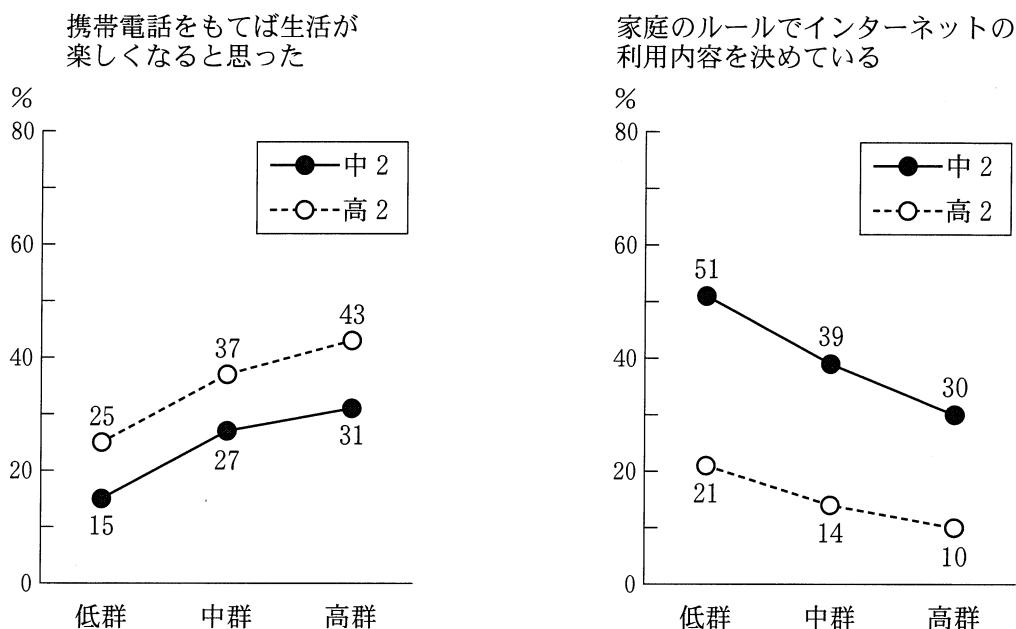 携帯電話をもてば生活が
楽しくなると思った
%
80
60
40
20
0
中2
高2
25
37
43
15
27
31
低群
中群
高群
家庭のルールでインターネットの
利用内容を決めている
%
80
60
40
20
0
中2
高2
51
39
30
21
14
10
低群
中群
高群